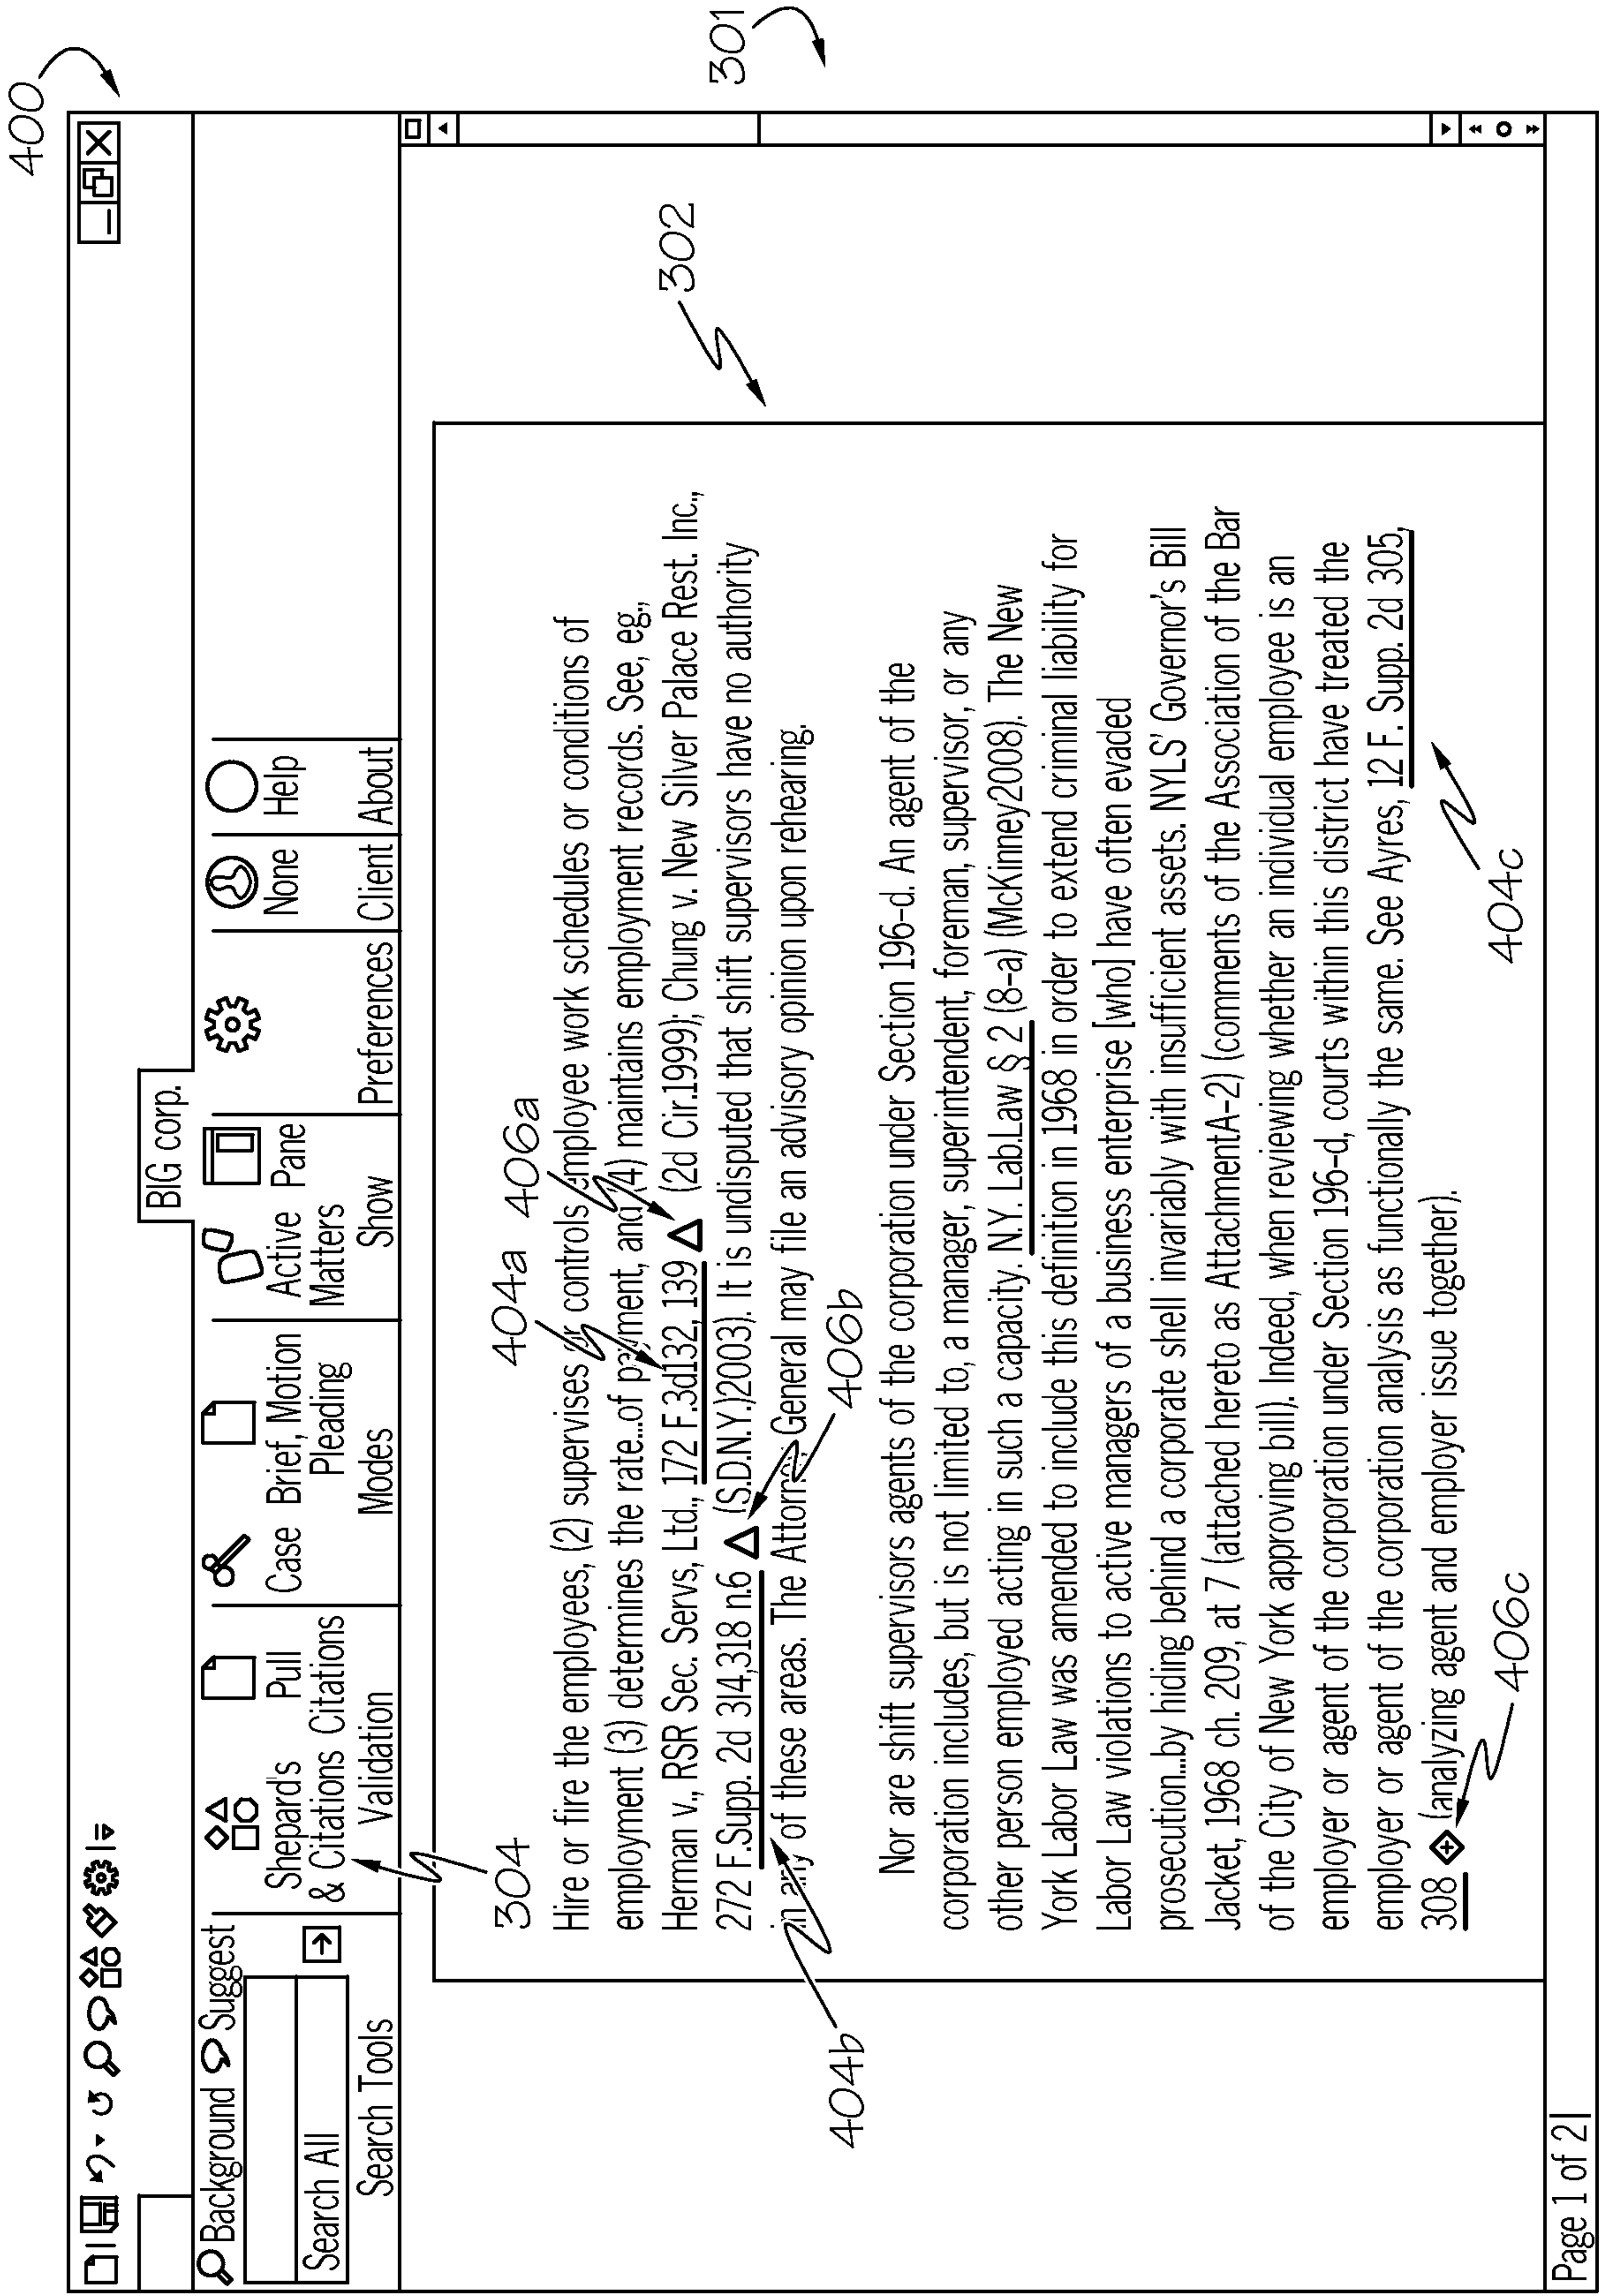 400
BIG corp.
Background Suggest
Search All
Search Tools
Shepard's
& Citations
Pull
Citations
Validation
Case
Brief, Motion
Pleading
Modes
Active
Matters
Pane
Show
Preferences
None
Client
Help
About
301
302
304
404a
406a
Hire or fire the employees, (2) supervises or controls employee work schedules or conditions of
employment (3) determines the rate...of payment, and (4) maintains employment records. See, eg.,
Herman v., RSR Sec. Servs, Ltd., 172 F.3d132, 139 (2d Cir.1999); Chung v. New Silver Palace Rest. Inc.,
272 F.Supp. 2d 314,318 n.6 (S.D.N.Y.)2003). It is undisputed that shift supervisors have no authority
in any of these areas. The Attorney General may file an advisory opinion upon rehearing.
404b
406b
Nor are shift supervisors agents of the corporation under Section 196-d. An agent of the
corporation includes, but is not limited to, a manager, superintendent, foreman, supervisor, or any
other person employed acting in such a capacity. N.Y. Lab.Law § 2 (8-a) (McKinney2008). The New
York Labor Law was amended to include this definition in 1968 in order to extend criminal liability for
Labor Law violations to active managers of a business enterprise [who] have often evaded
prosecution...by hiding behind a corporate shell invariably with insufficient assets. NYLS' Governor's Bill
Jacket, 1968 ch. 209, at 7 (attached hereto as AttachmentA-2) (comments of the Association of the Bar
of the City of New York approving bill). Indeed, when reviewing whether an individual employee is an
employer or agent of the corporation under Section 196-d, courts within this district have treated the
employer or agent of the corporation analysis as functionally the same. See Ayres, 12 F. Supp. 2d 305,
308 (analyzing agent and employer issue together).
404c
406c
Page 1 of 2